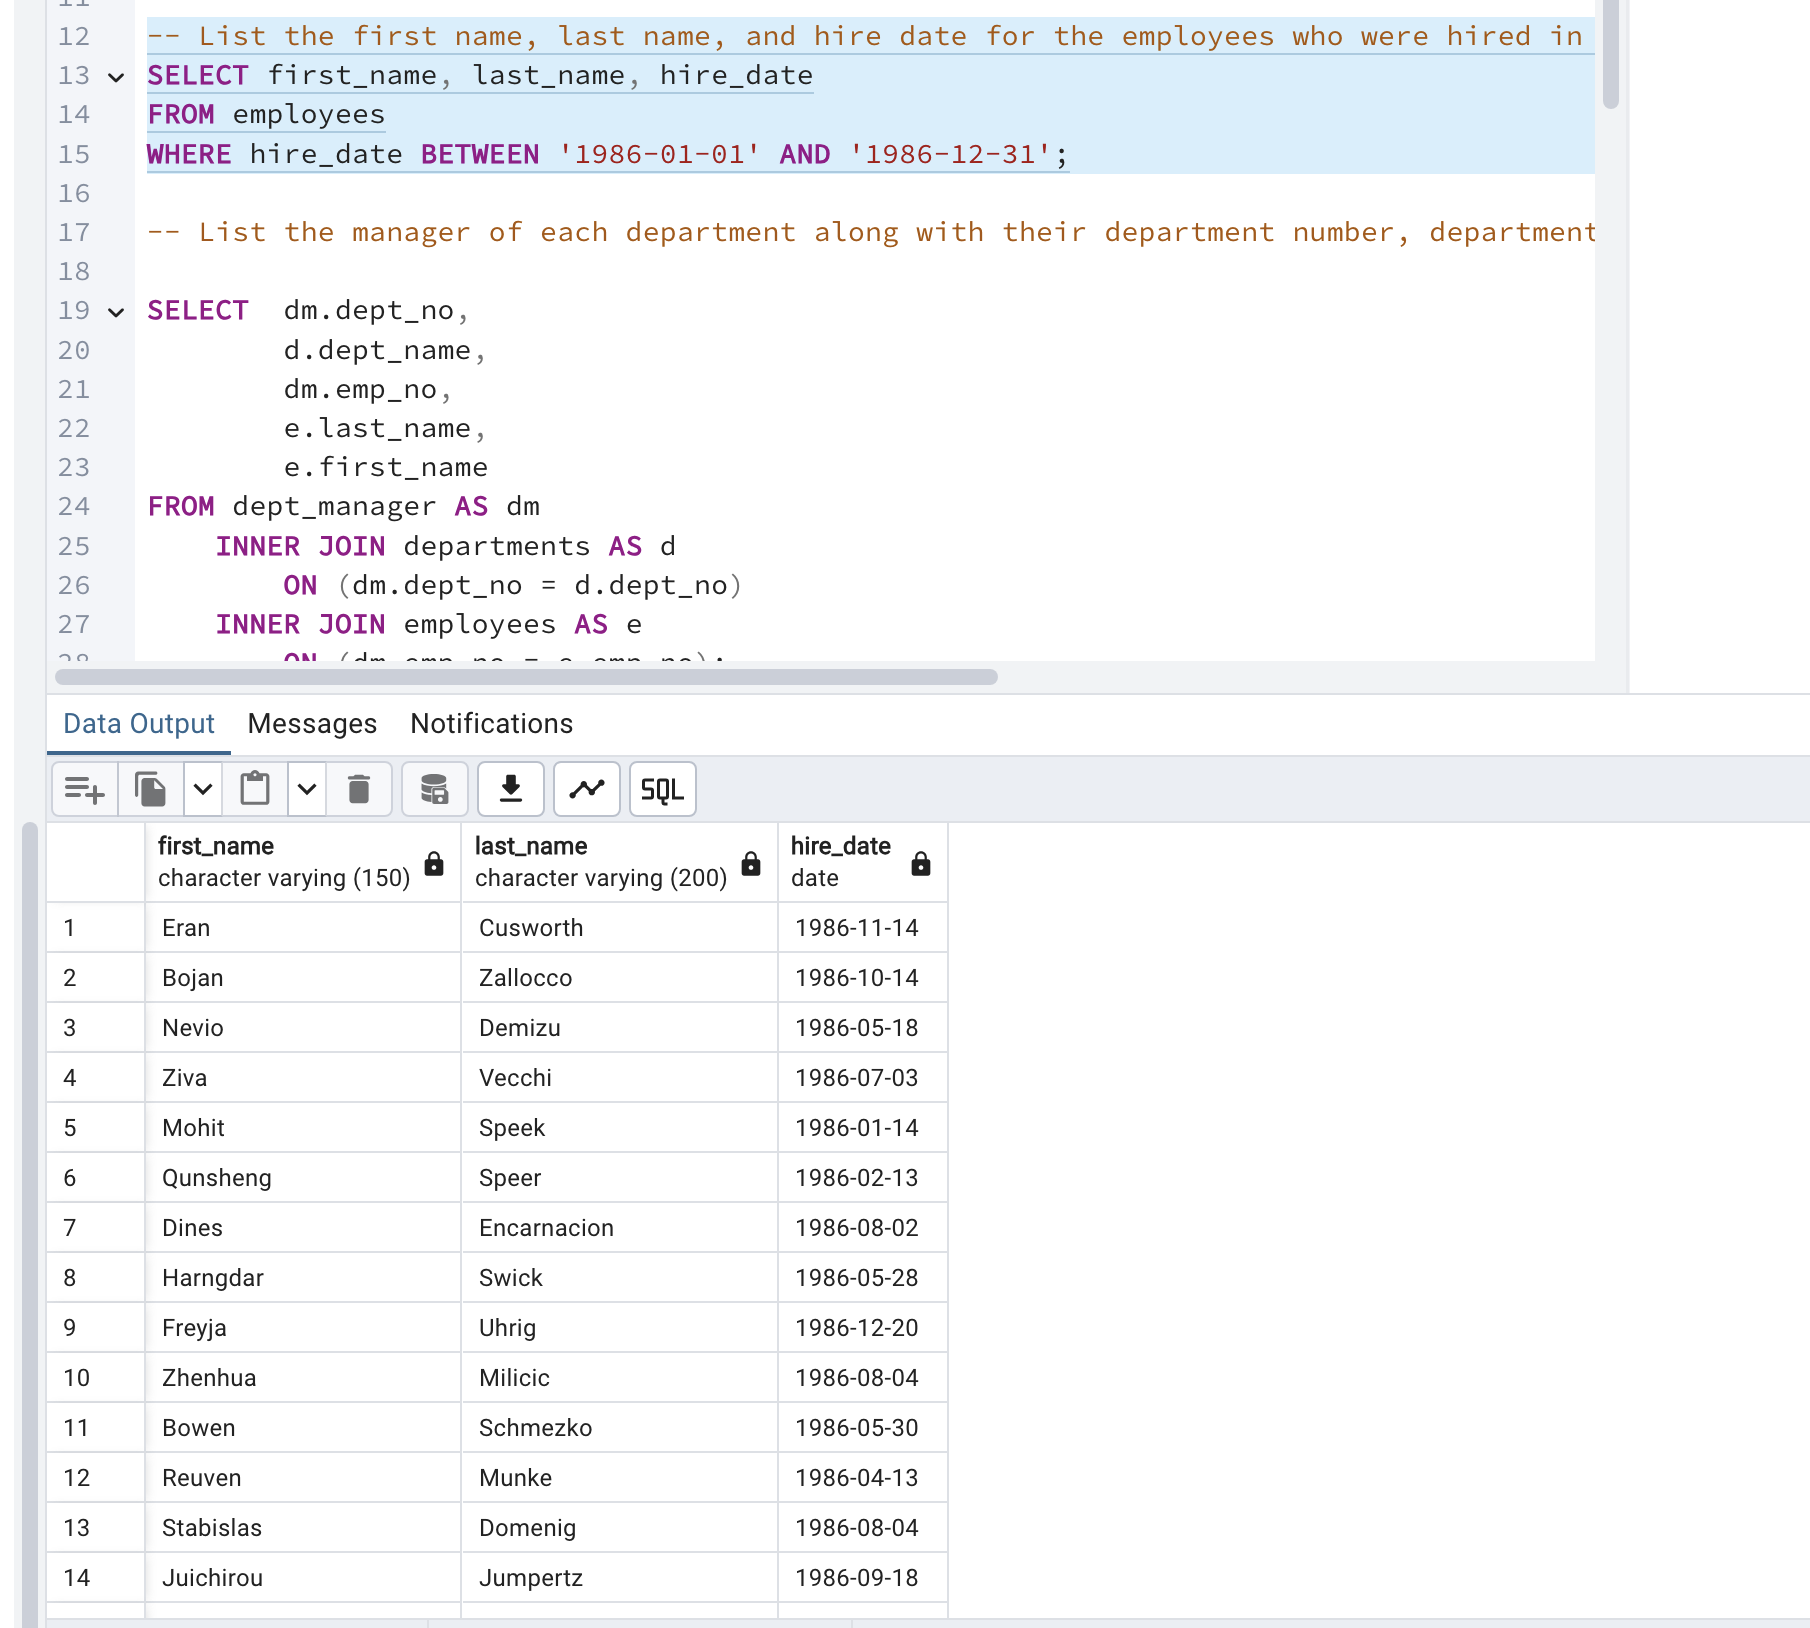 11
12 -- List the first name, last name, and hire date for the employees who were hired in
13 SELECT first_name, last_name, hire_date
14 FROM employees
15 WHERE hire_date BETWEEN '1986-01-01' AND '1986-12-31';
16
17 -- List the manager of each department along with their department number, department
18
19 SELECT  dm.dept_no,
20         d.dept_name,
21         dm.emp_no,
22         e.last_name,
23         e.first_name
24 FROM dept_manager AS dm
25     INNER JOIN departments AS d
26         ON (dm.dept_no = d.dept_no)
27     INNER JOIN employees AS e
28         ON (dm.emp_no = e.emp_no);
Data Output Messages Notifications
SQL
first_name last_name hire_date
character varying (150) character varying (200) date
1 Eran Cusworth 1986-11-14
2 Bojan Zallocco 1986-10-14
3 Nevio Demizu 1986-05-18
4 Ziva Vecchi 1986-07-03
5 Mohit Speek 1986-01-14
6 Qunsheng Speer 1986-02-13
7 Dines Encarnacion 1986-08-02
8 Harngdar Swick 1986-05-28
9 Freyja Uhrig 1986-12-20
10 Zhenhua Milicic 1986-08-04
11 Bowen Schmezko 1986-05-30
12 Reuven Munke 1986-04-13
13 Stabislas Domenig 1986-08-04
14 Juichirou Jumpertz 1986-09-18